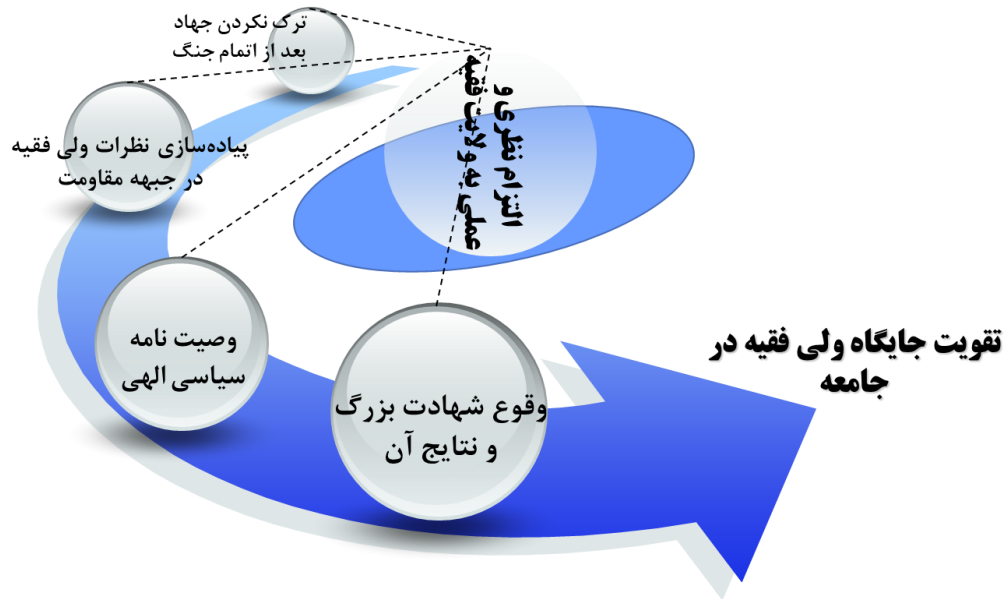 ترک نکردن جهاد
بعد از اتمام جنگ
پیاده‌سازی نظرات ولی فقیه
در جبهه مقاومت
وصیت نامه
سیاسی الهی
وقوع شهادت بزرگ
و نتایج آن
التزام نظری و
عملی به ولایت فقیه
تقویت جایگاه ولی فقیه در
جامعه